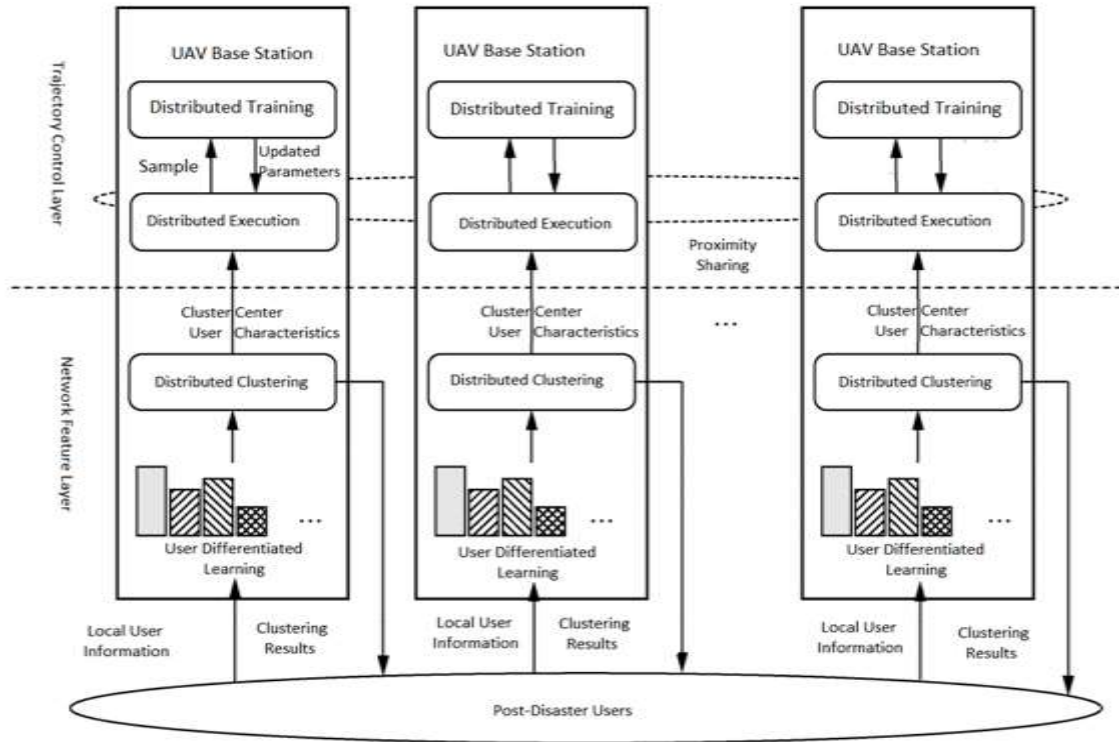 Trajectory Control Layer
Network Feature Layer
UAV Base Station
Distributed Training
Sample
Updated
Parameters
Distributed Execution
Cluster Center
User Characteristics
Distributed Clustering
...
User Differentiated
Learning
Local User
Information
Clustering
Results
UAV Base Station
Distributed Training
Distributed Execution
Cluster Center
User Characteristics
Distributed Clustering
...
User Differentiated
Learning
Local User
Information
Clustering
Results
Proximity
Sharing
...
UAV Base Station
Distributed Training
Distributed Execution
Cluster Center
User Characteristics
Distributed Clustering
...
User Differentiated
Learning
Local User
Information
Clustering
Results
Post-Disaster Users